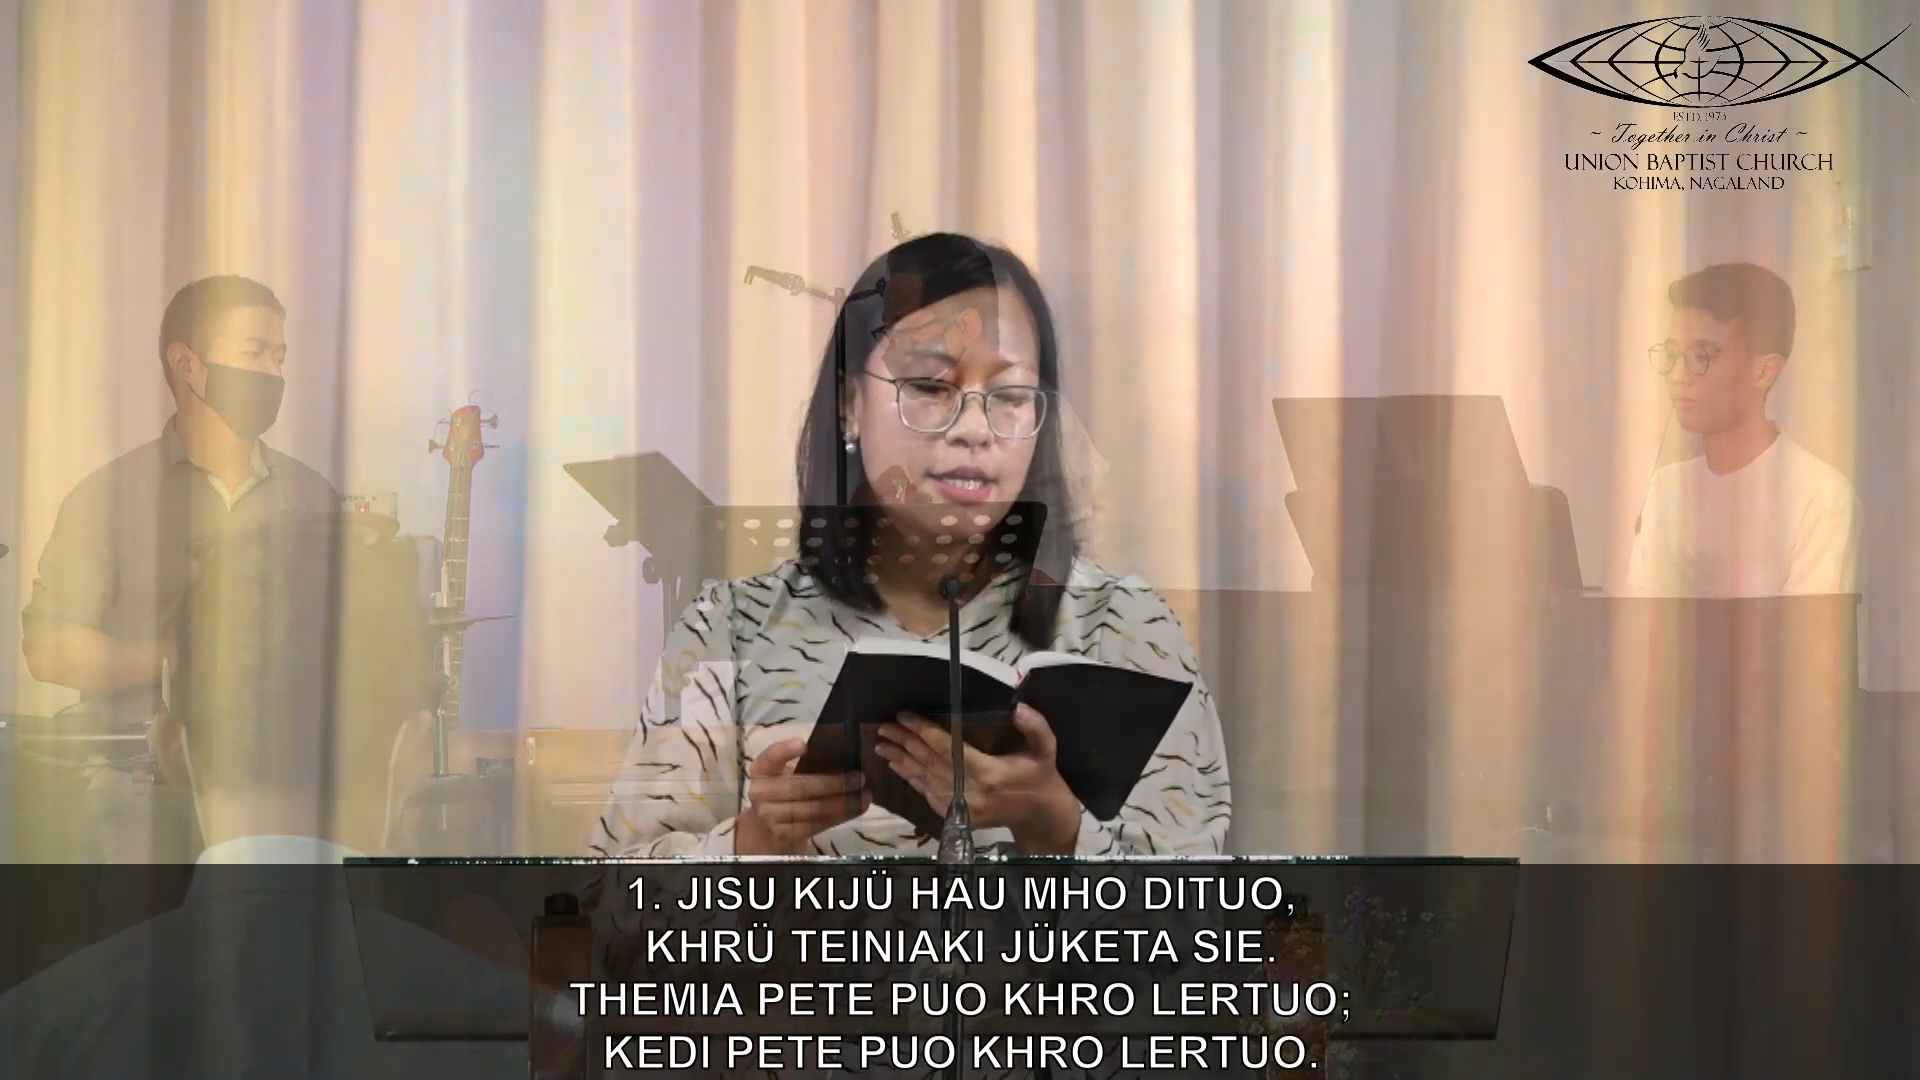 ESTD. 1973
~ Together in Christ ~
UNION BAPTIST CHURCH
KOHIMA, NAGALAND
1. JISU KIJÜ HAU MHO DITUO,
KHRÜ TEINIAKI JÜKETA SIE.
THEMIA PETE PUO KHRO LERTUO;
KEDI PETE PUO KHRO LERTUO.